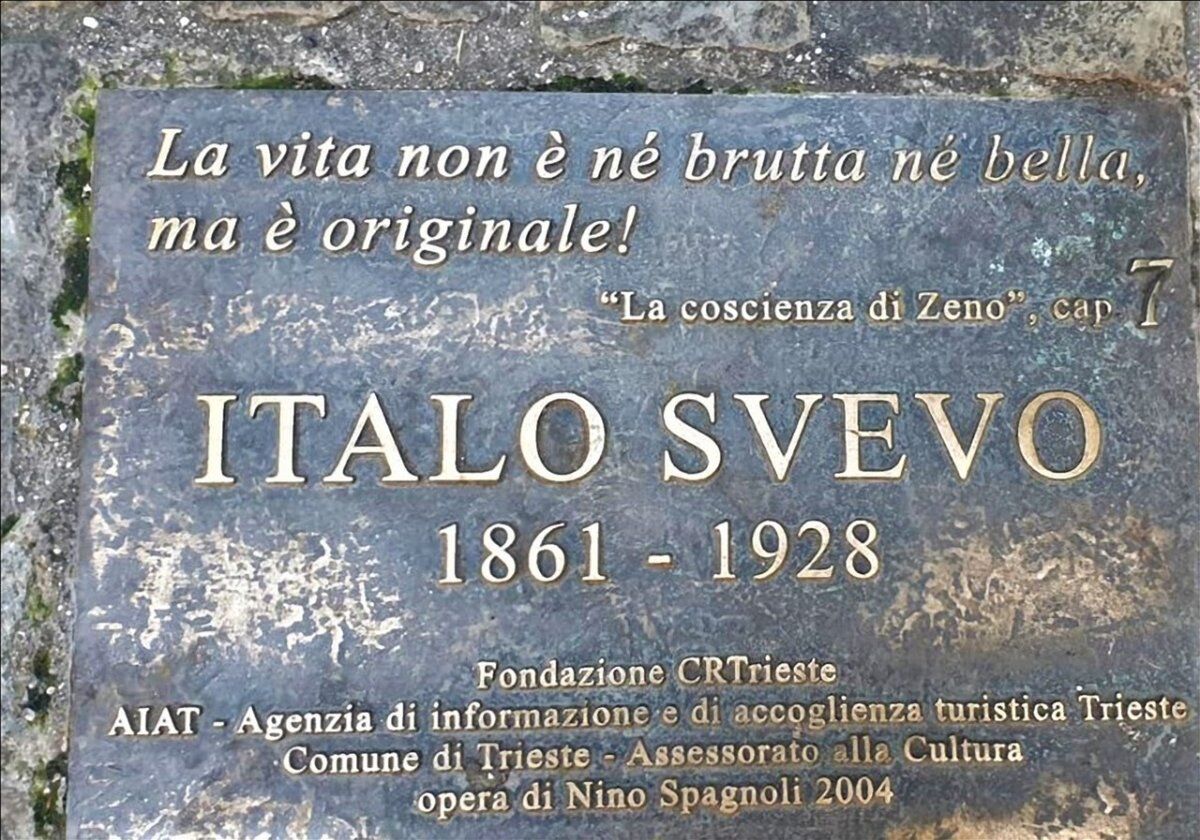 La vita non è né brutta né bella,
ma è originale!
“La coscienza di Zeno”, cap 7
ITALO SVEVO
1861 - 1928
Fondazione CRTrieste
AIAT - Agenzia di informazione e di accoglienza turistica Trieste
Comune di Trieste - Assessorato alla Cultura
opera di Nino Spagnoli 2004